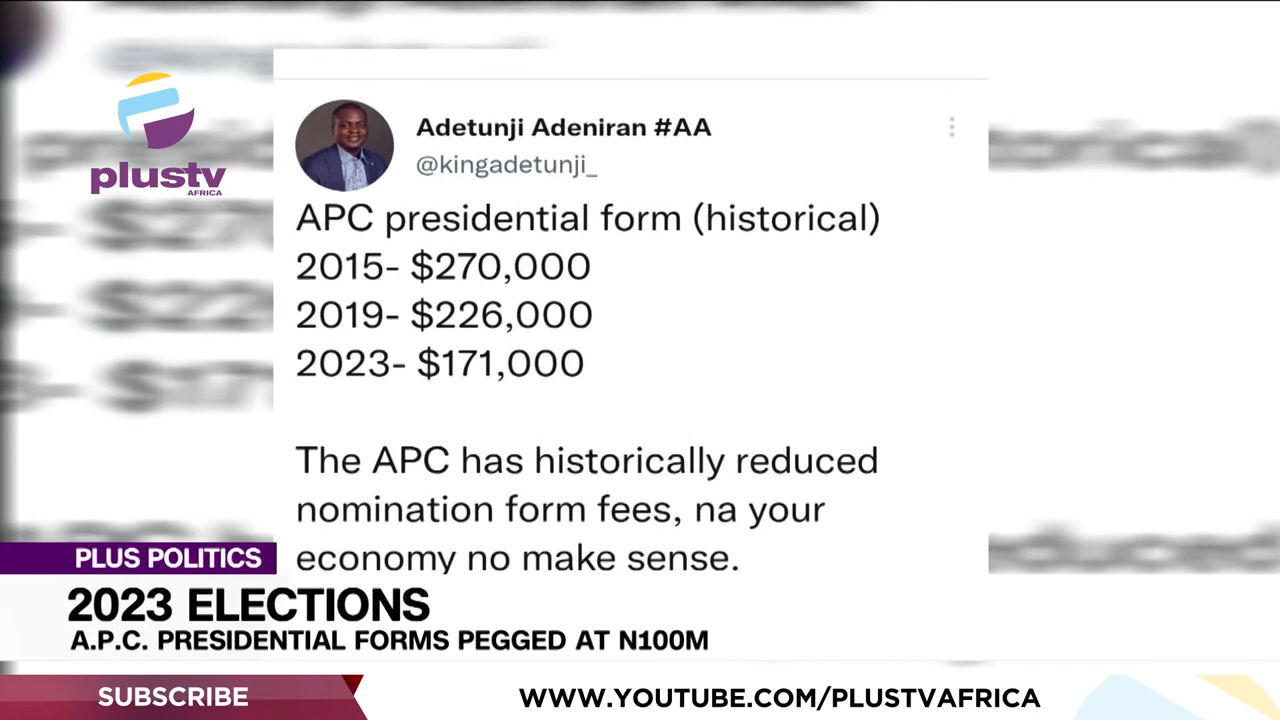 plustv
AFRICA
Adetunji Adeniran #AA
@kingadetunji_
APC presidential form (historical)
2015- $270,000
2019- $226,000
2023- $171,000
The APC has historically reduced
nomination form fees, na your
economy no make sense.
PLUS POLITICS
2023 ELECTIONS
A.P.C. PRESIDENTIAL FORMS PEGGED AT N100M
SUBSCRIBE
WWW.YOUTUBE.COM/PLUSTVAFRICA